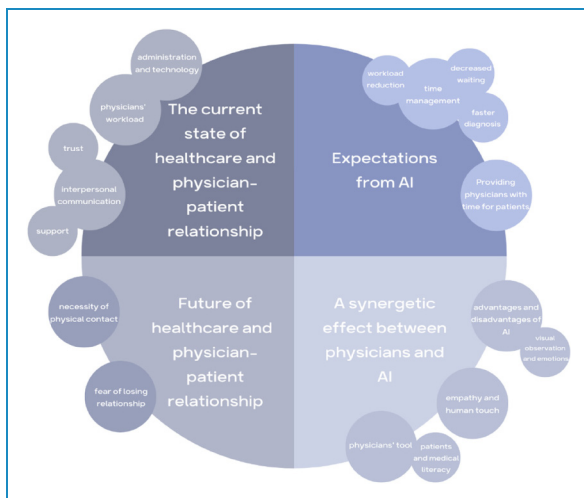 administration
and technology
physicians'
workload
trust
interpersonal
communication
support
The current
state of
healthcare and
physician-
patient
relationship
workload
reduction
time
management
decreased
waiting
faster
diagnosis
Expectations
from AI
Providing
physicians with
time for patients
necessity of
physical contact
fear of losing
relationship
Future of
healthcare and
physician-
patient
relationship
A synergetic
effect between
physicians and
AI
advantages and
disadvantages of
AI
visual
observation
and emotions
empathy and
human touch
physicians' tool
patients
and medical
literacy